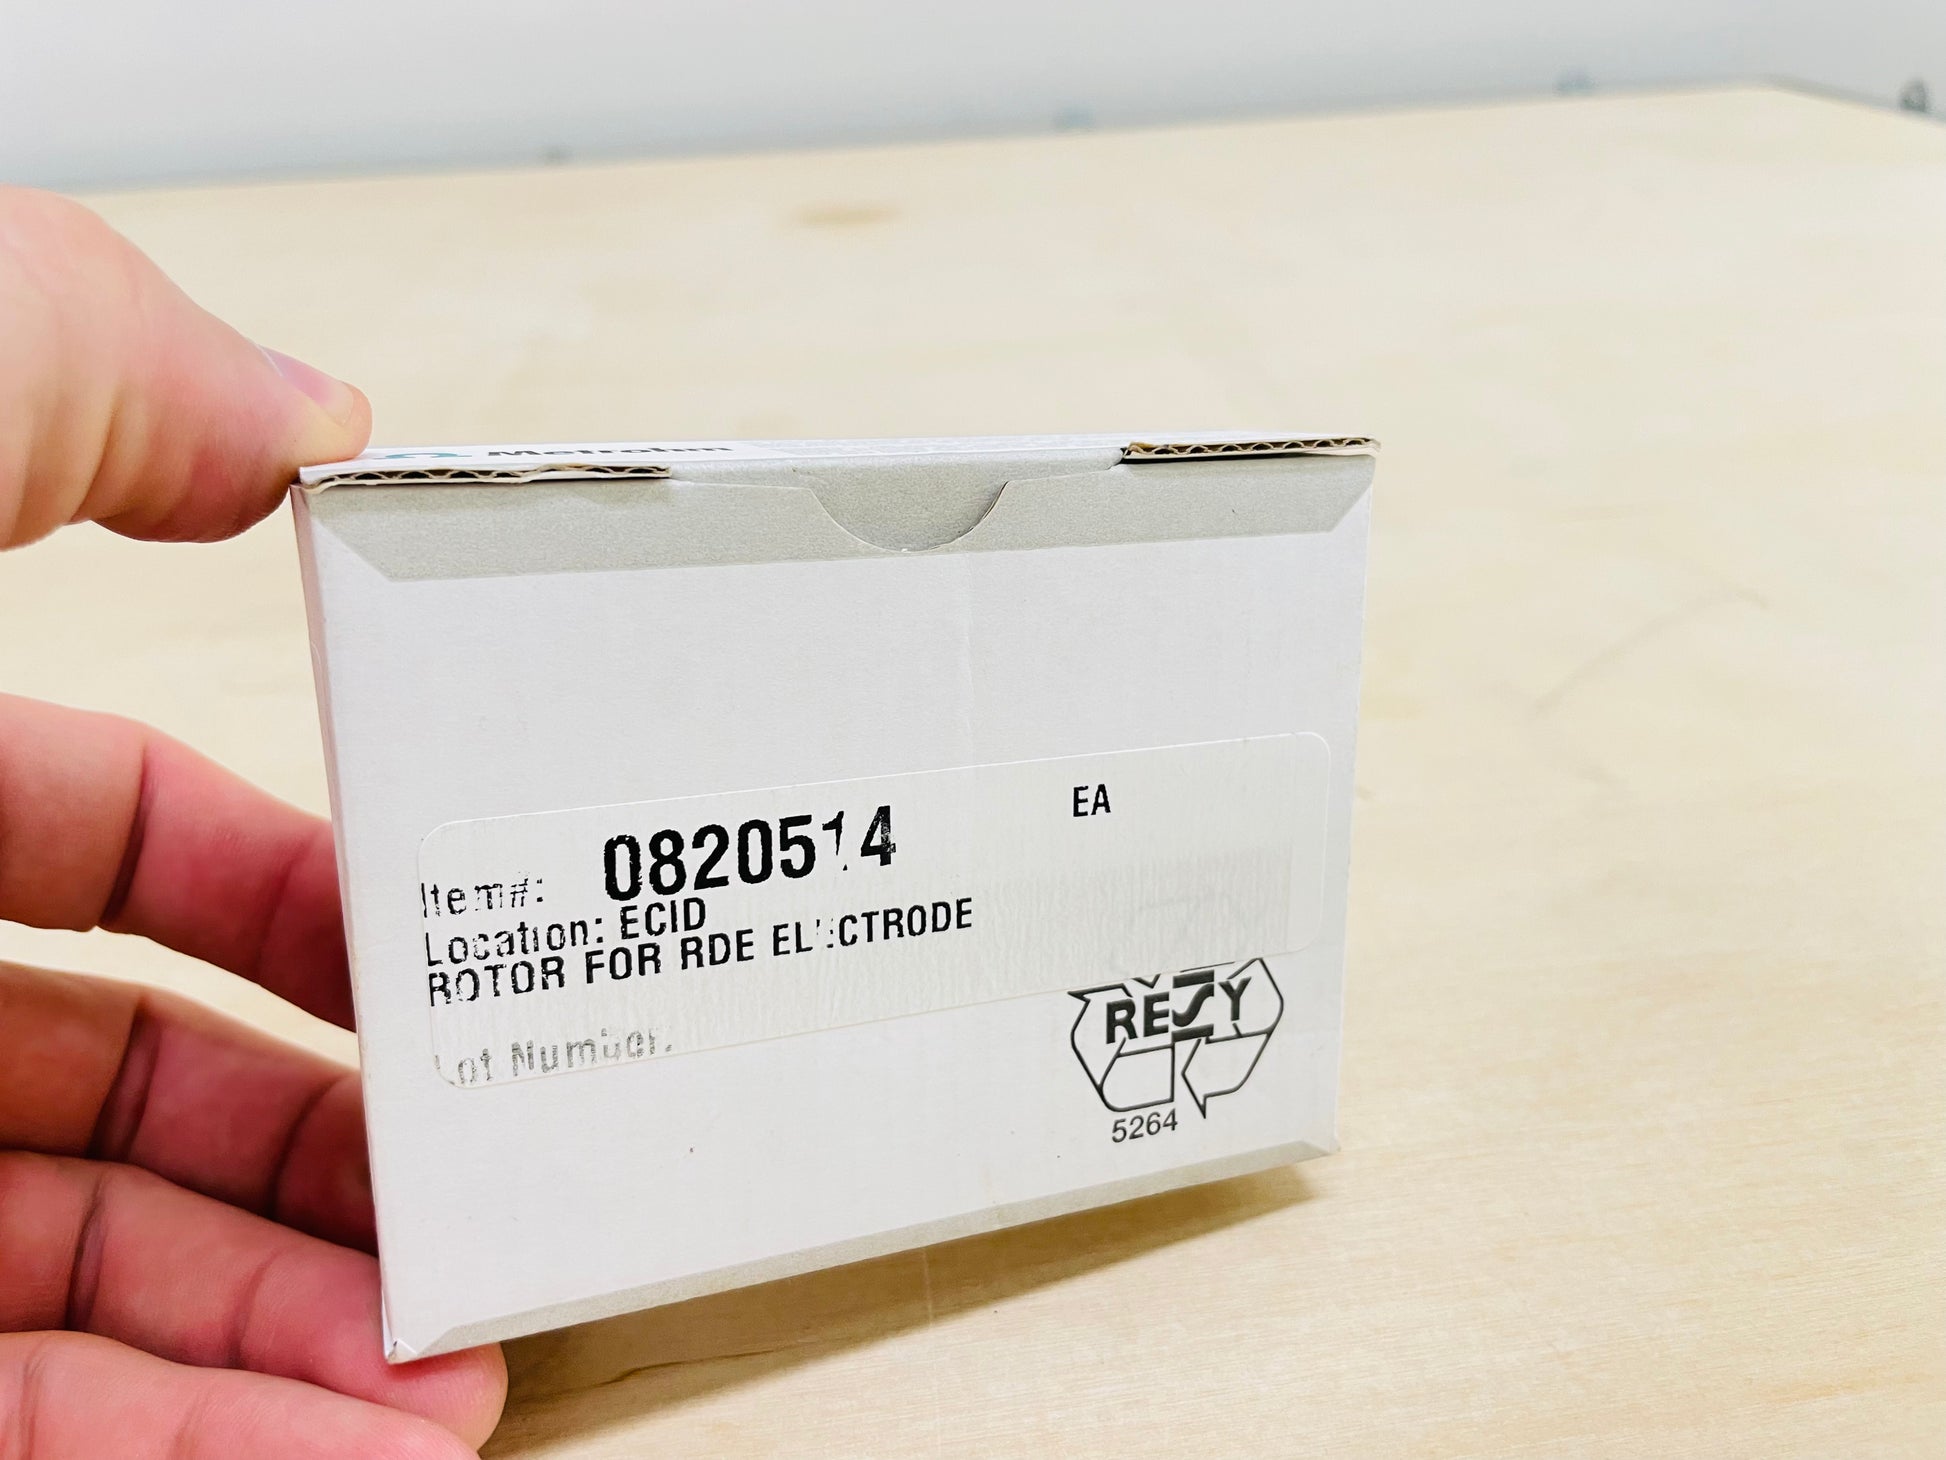 Metrohm
EA
Item#: 0820514
Location: ECID
ROTOR FOR RDE ELECTRODE
Lot Number:
RESY
5264